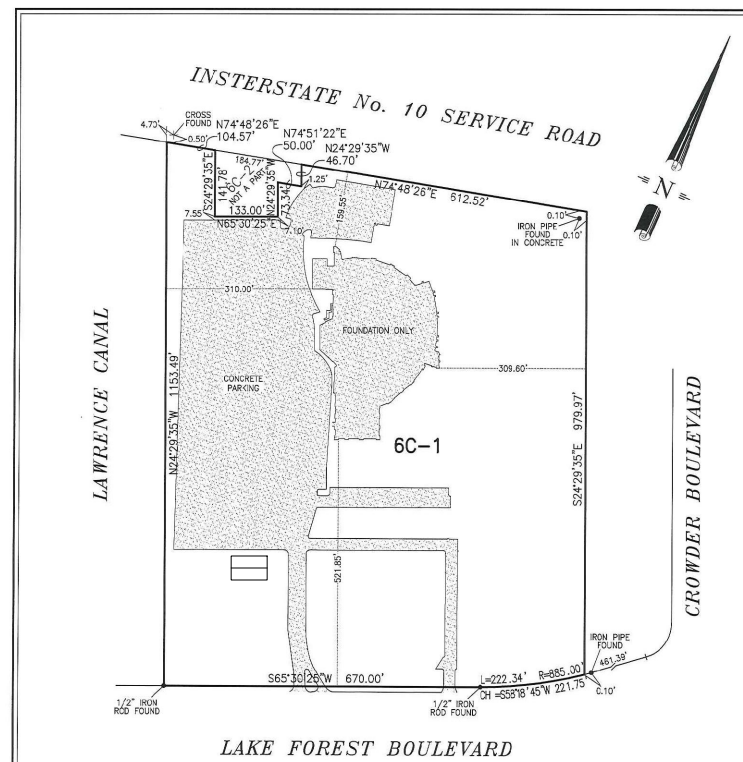 INSTERSTATE No. 10 SERVICE ROAD
CROSS
FOUND
4.73'
0.50'
N74°48'26"E
104.57'
N74°51'22"E
50.00'
N24°29'35"W
46.70'
184.77'
6C-2
NOT A PART
S24°29'35"E
141.78'
N24°29'35"W
73.34'
1.25'
133.00'
N65°30'25"E
7.55'
7.10'
159.55'
N74°48'26"E 612.52'
0.10'
IRON PIPE
FOUND
IN CONCRETE
0.10'
N
310.00'
FOUNDATION ONLY
CONCRETE
PARKING
309.60'
LAWRENCE CANAL
N24°29'35"W 1153.49'
6C-1
S24°29'35"E 979.97'
CROWDER BOULEVARD
521.85'
IRON PIPE
FOUND
461.39'
0.10'
S65°30'25"W 670.00'
L=222.34' R=885.00'
CH =S58°18'45"W 221.75'
1/2" IRON
ROD FOUND
1/2" IRON
ROD FOUND
LAKE FOREST BOULEVARD